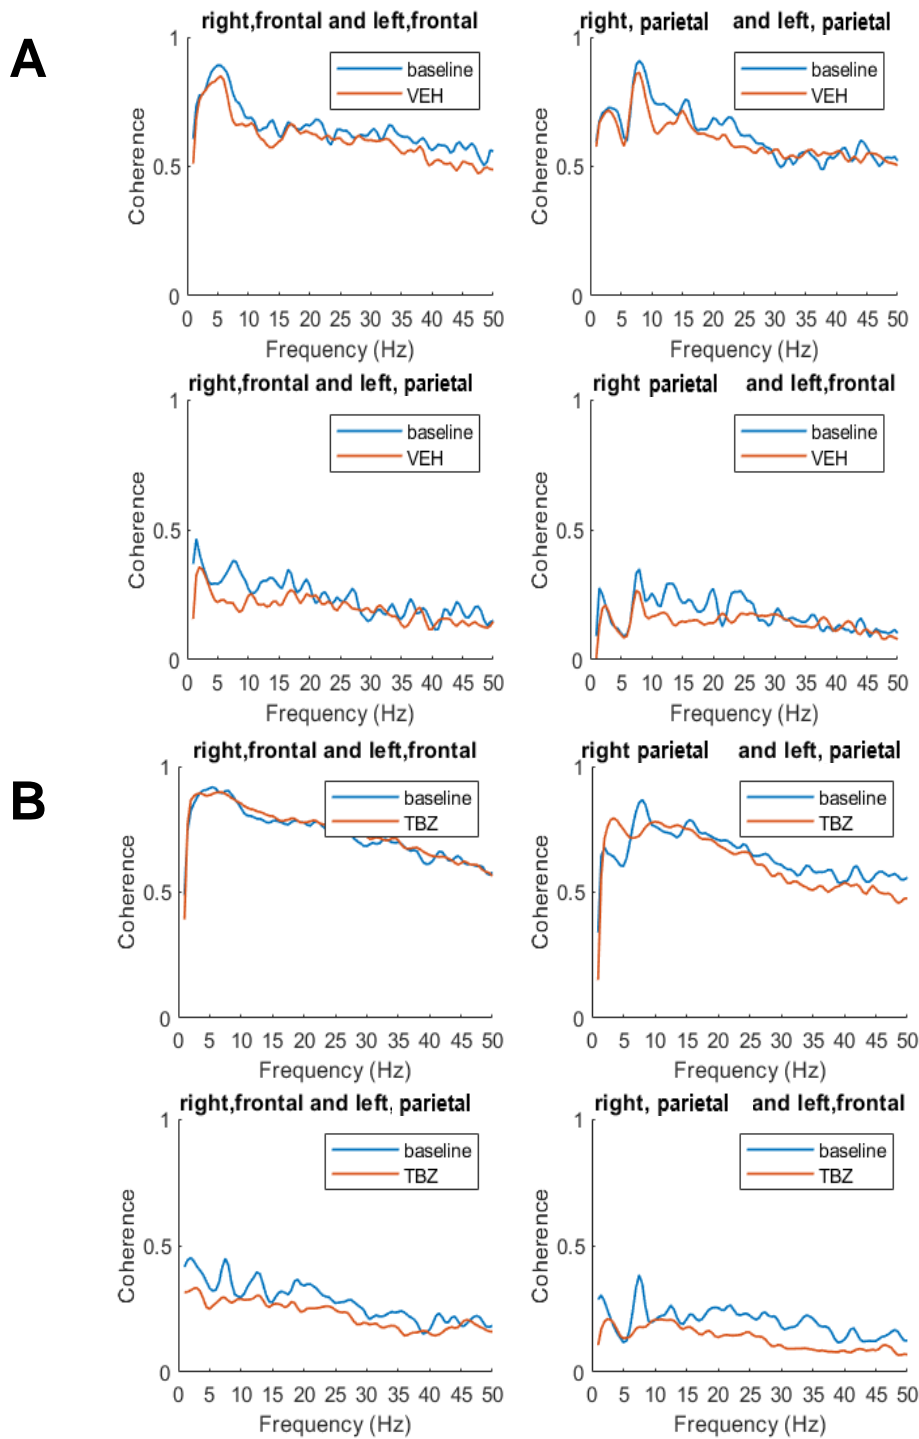 A
right,frontal and left,frontal
1
0.5
0
Coherence
baseline
VEH
0 5 10 15 20 25 30 35 40 45 50
Frequency (Hz)
right, parietal and left, parietal
1
0.5
0
Coherence
baseline
VEH
0 5 10 15 20 25 30 35 40 45 50
Frequency (Hz)
right,frontal and left, parietal
1
0.5
0
Coherence
baseline
VEH
0 5 10 15 20 25 30 35 40 45 50
Frequency (Hz)
right parietal and left,frontal
1
0.5
0
Coherence
baseline
VEH
0 5 10 15 20 25 30 35 40 45 50
Frequency (Hz)
B
right,frontal and left,frontal
1
0.5
0
Coherence
baseline
TBZ
0 5 10 15 20 25 30 35 40 45 50
Frequency (Hz)
right parietal and left, parietal
1
0.5
0
Coherence
baseline
TBZ
0 5 10 15 20 25 30 35 40 45 50
Frequency (Hz)
right,frontal and left, parietal
1
0.5
0
Coherence
baseline
TBZ
0 5 10 15 20 25 30 35 40 45 50
Frequency (Hz)
right, parietal and left,frontal
1
0.5
0
Coherence
baseline
TBZ
0 5 10 15 20 25 30 35 40 45 50
Frequency (Hz)